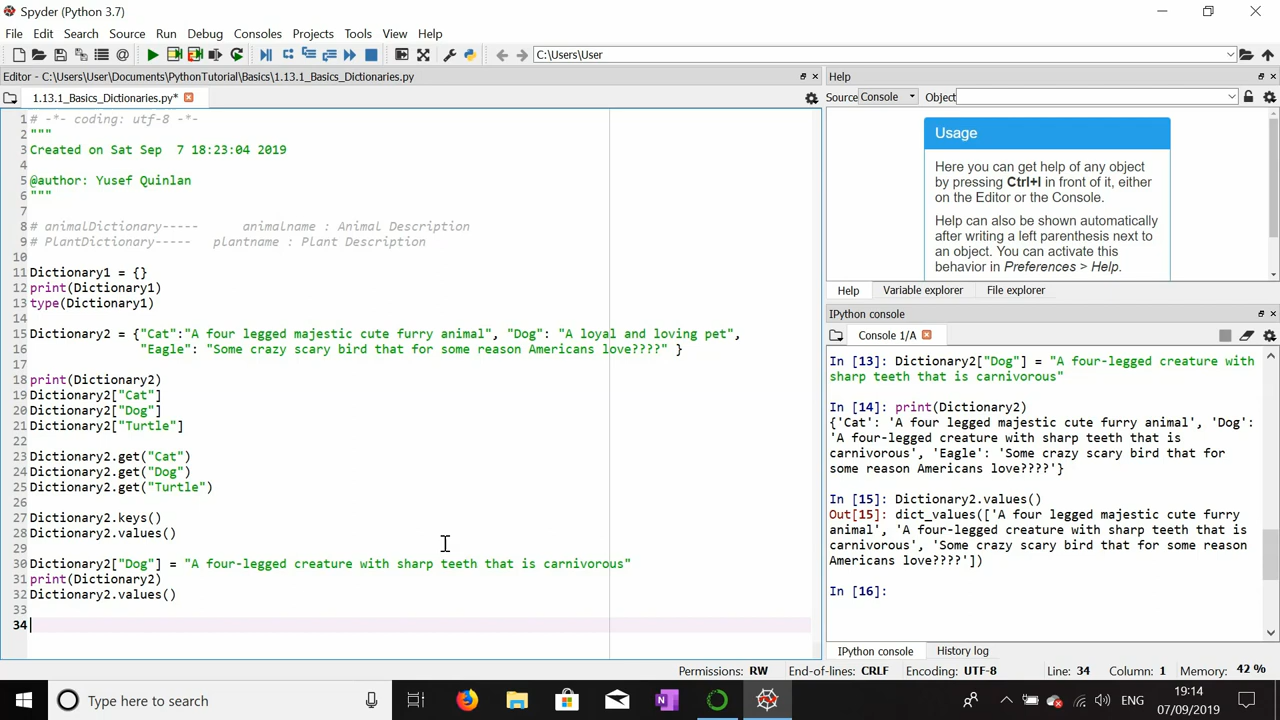 Spyder (Python 3.7)
File Edit Search Source Run Debug Consoles Projects Tools View Help
C:\Users\User
Editor - C:\Users\User\Documents\PythonTutorial\Basics\1.13.1_Basics_Dictionaries.py
1.13.1_Basics_Dictionaries.py*
1 # -*- coding: utf-8 -*-
2 """
3 Created on Sat Sep  7 18:23:04 2019
4
5 @author: Yusef Quinlan
6 """
7
8 # animalDictionary-----      animalname : Animal Description
9 # PlantDictionary-----   plantname : Plant Description
10
11 Dictionary1 = {}
12 print(Dictionary1)
13 type(Dictionary1)
14
15 Dictionary2 = {"Cat":"A four legged majestic cute furry animal", "Dog": "A loyal and loving pet",
16                "Eagle": "Some crazy scary bird that for some reason Americans love????" }
17
18 print(Dictionary2)
19 Dictionary2["Cat"]
20 Dictionary2["Dog"]
21 Dictionary2["Turtle"]
22
23 Dictionary2.get("Cat")
24 Dictionary2.get("Dog")
25 Dictionary2.get("Turtle")
26
27 Dictionary2.keys()
28 Dictionary2.values()
29
30 Dictionary2["Dog"] = "A four-legged creature with sharp teeth that is carnivorous"
31 print(Dictionary2)
32 Dictionary2.values()
33
34
Help
Source Console Object
Usage
Here you can get help of any object
by pressing Ctrl+I in front of it, either
on the Editor or the Console.
Help can also be shown automatically
after writing a left parenthesis next to
an object. You can activate this
behavior in Preferences > Help.
Help Variable explorer File explorer
IPython console
Console 1/A
In [13]: Dictionary2["Dog"] = "A four-legged creature with
sharp teeth that is carnivorous"
In [14]: print(Dictionary2)
{'Cat': 'A four legged majestic cute furry animal', 'Dog':
'A four-legged creature with sharp teeth that is
carnivorous', 'Eagle': 'Some crazy scary bird that for
some reason Americans love????'}
In [15]: Dictionary2.values()
Out[15]: dict_values(['A four legged majestic cute furry
animal', 'A four-legged creature with sharp teeth that is
carnivorous', 'Some crazy scary bird that for some reason
Americans love????'])
In [16]:
IPython console History log
Permissions: RW End-of-lines: CRLF Encoding: UTF-8 Line: 34 Column: 1 Memory: 42 %
Type here to search
ENG
19:14
07/09/2019